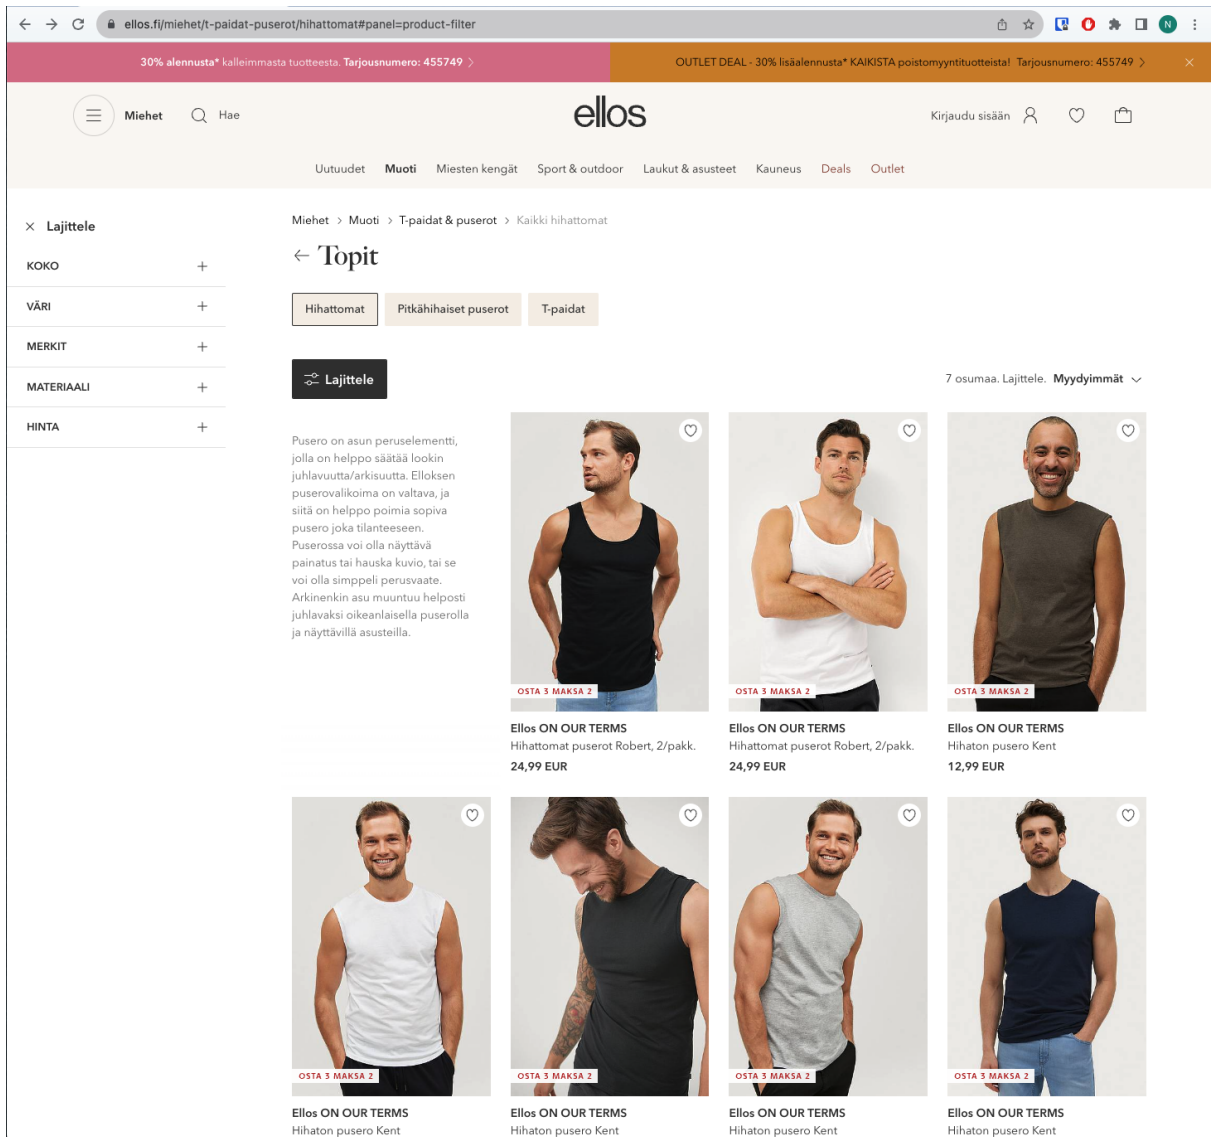 ellos.fi/miehet/t-paidat-puserot/hihattomat#panel=product-filter
N
30% alennusta* kalleimmasta tuotteesta. Tarjousnumero: 455749
OUTLET DEAL - 30% lisäalennusta* KAIKISTA poistomyyntituotteista! Tarjousnumero: 455749
Miehet
Hae
ellos
Kirjaudu sisään
Uutuudet Muoti Miesten kengät Sport & outdoor Laukut & asusteet Kauneus Deals Outlet
Lajittele
KOKO
VÄRI
MERKIT
MATERIAALI
HINTA
Miehet > Muoti > T-paidat & puserot > Kaikki hihattomat
Topit
Hihattomat Pitkähihaiset puserot T-paidat
Lajittele
7 osumaa. Lajittele. Myydyimmät
Pusero on asun peruselementti,
jolla on helppo säätää lookin
juhlavuutta/arkisuutta. Elloksen
puserovalikoima on valtava, ja
siitä on helppo poimia sopiva
pusero joka tilanteeseen.
Puserossa voi olla näyttävä
painatus tai hauska kuvio, tai se
voi olla simppeli perusvaate.
Arkinenkin asu muuntuu helposti
juhlavaksi oikeanlaisella puserolla
ja näyttävillä asusteilla.
OSTA 3 MAKSA 2
Ellos ON OUR TERMS
Hihattomat puserot Robert, 2/pakk.
24,99 EUR
OSTA 3 MAKSA 2
Ellos ON OUR TERMS
Hihattomat puserot Robert, 2/pakk.
24,99 EUR
OSTA 3 MAKSA 2
Ellos ON OUR TERMS
Hihaton pusero Kent
12,99 EUR
OSTA 3 MAKSA 2
Ellos ON OUR TERMS
Hihaton pusero Kent
OSTA 3 MAKSA 2
Ellos ON OUR TERMS
Hihaton pusero Kent
OSTA 3 MAKSA 2
Ellos ON OUR TERMS
Hihaton pusero Kent
OSTA 3 MAKSA 2
Ellos ON OUR TERMS
Hihaton pusero Kent